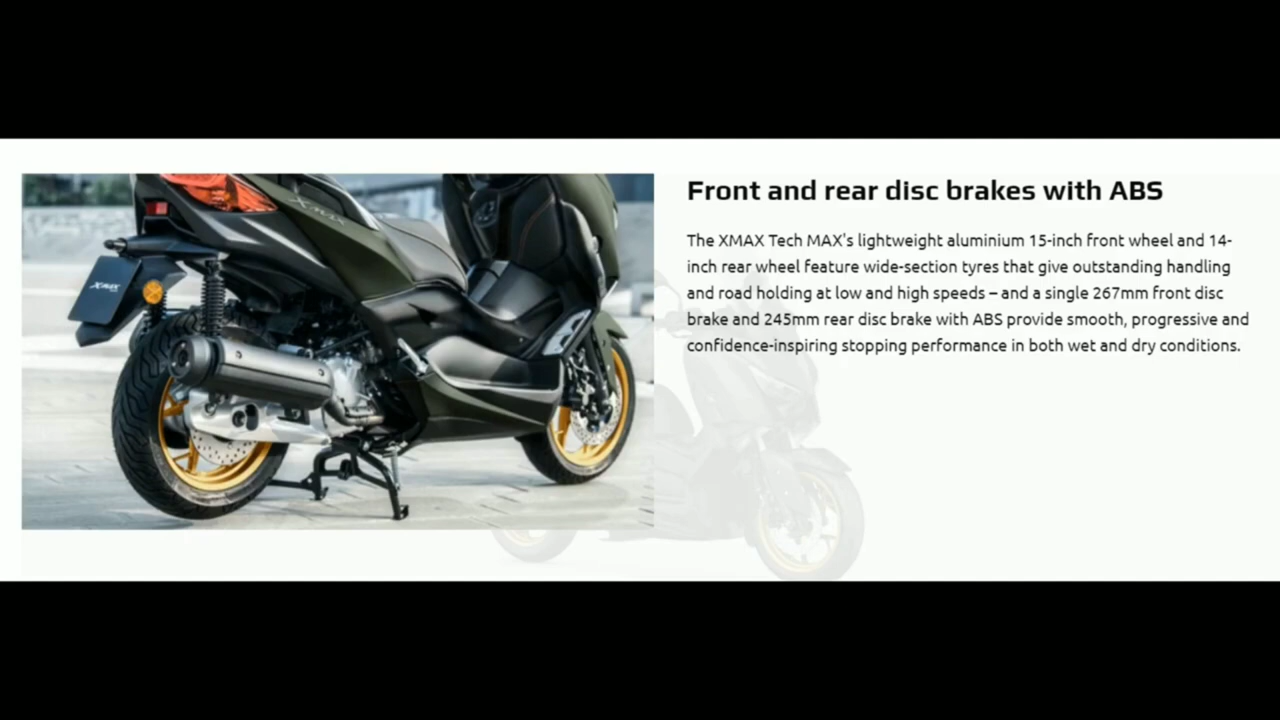 Front and rear disc brakes with ABS
The XMAX Tech MAX's lightweight aluminium 15-inch front wheel and 14-
inch rear wheel feature wide-section tyres that give outstanding handling
and road holding at low and high speeds – and a single 267mm front disc
brake and 245mm rear disc brake with ABS provide smooth, progressive and
confidence-inspiring stopping performance in both wet and dry conditions.
XMAX
XMAX